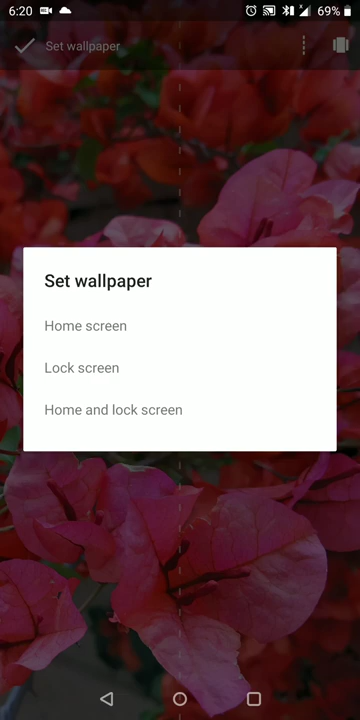 6:20
69%
Set wallpaper
Set wallpaper
Home screen
Lock screen
Home and lock screen